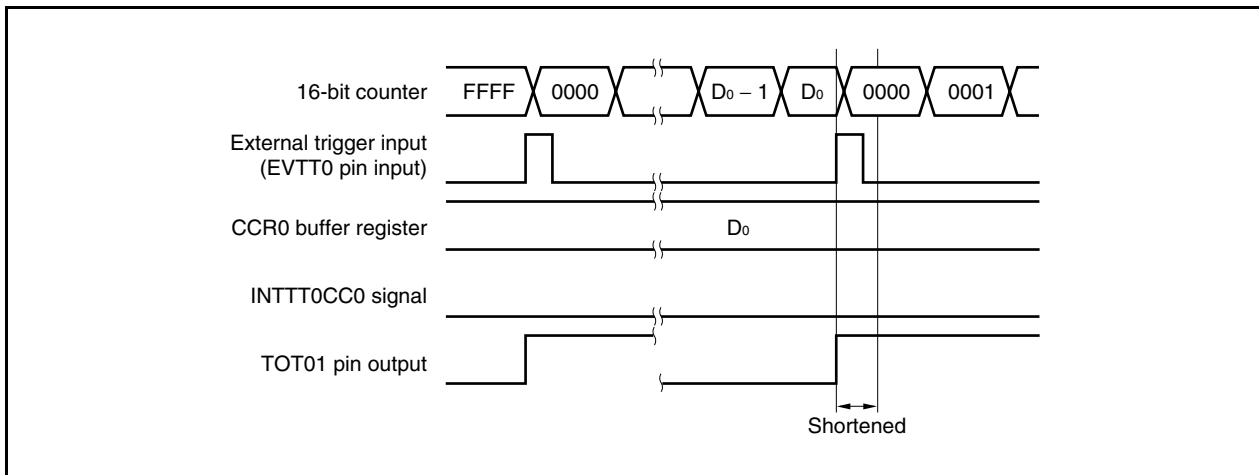 16-bit counter FFFF 0000 D0 − 1 D0 0000 0001
External trigger input
(EVTT0 pin input)
CCR0 buffer register D0
INTTT0CC0 signal
TOT01 pin output
Shortened